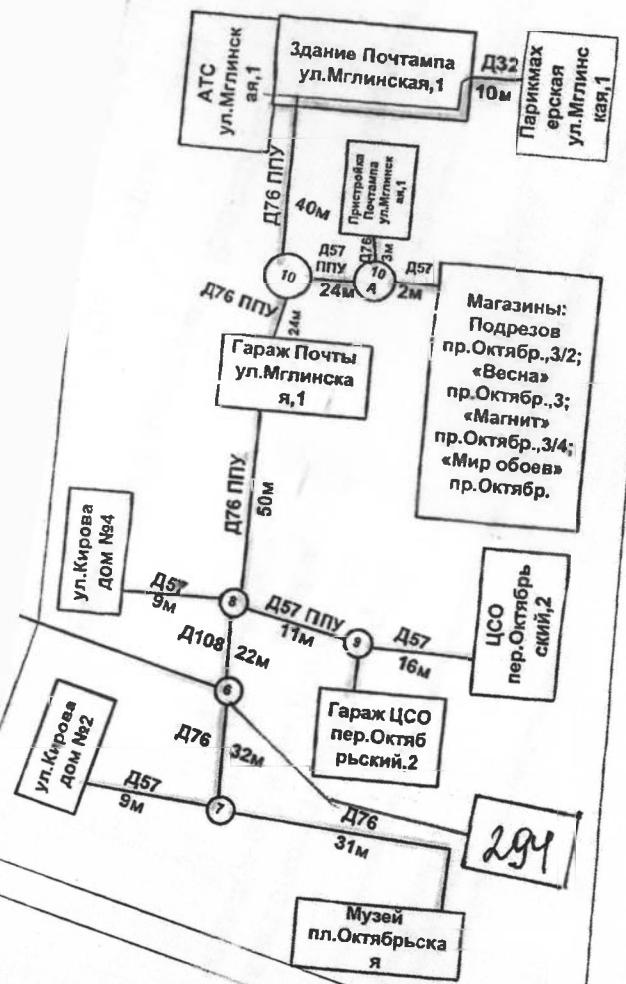 АТС
ул.Мглинск
ая,1
Здание Почтампа
ул.Мглинская,1
Д32
10м
Парикмах
ерская
ул.Мглинс
кая,1
Д76 ППУ
40м
Пристройка
Почтампа
ул.Мглинск
ая,1
Д76
3м
10
Д57
ППУ
24м
10
А
Д57
2м
Д76 ППУ
24м
Магазины:
Подрезов
пр.Октябр.,3/2;
«Весна»
пр.Октябр.,3;
«Магнит»
пр.Октябр.,3/4;
«Мир обоев»
пр.Октябр.
Гараж Почты
ул.Мглинска
я,1
Д76 ППУ
50м
ул.Кирова
дом №4
Д57
9м
8
Д57 ППУ
11м
9
Д57
16м
ЦСО
пер.Октябрь
ский,2
Д108
22м
6
Гараж ЦСО
пер.Октяб
рьский.2
ул.Кирова
дом №2
Д76
32м
Д57
9м
7
Д76
31м
294
Музей
пл.Октябрьска
я